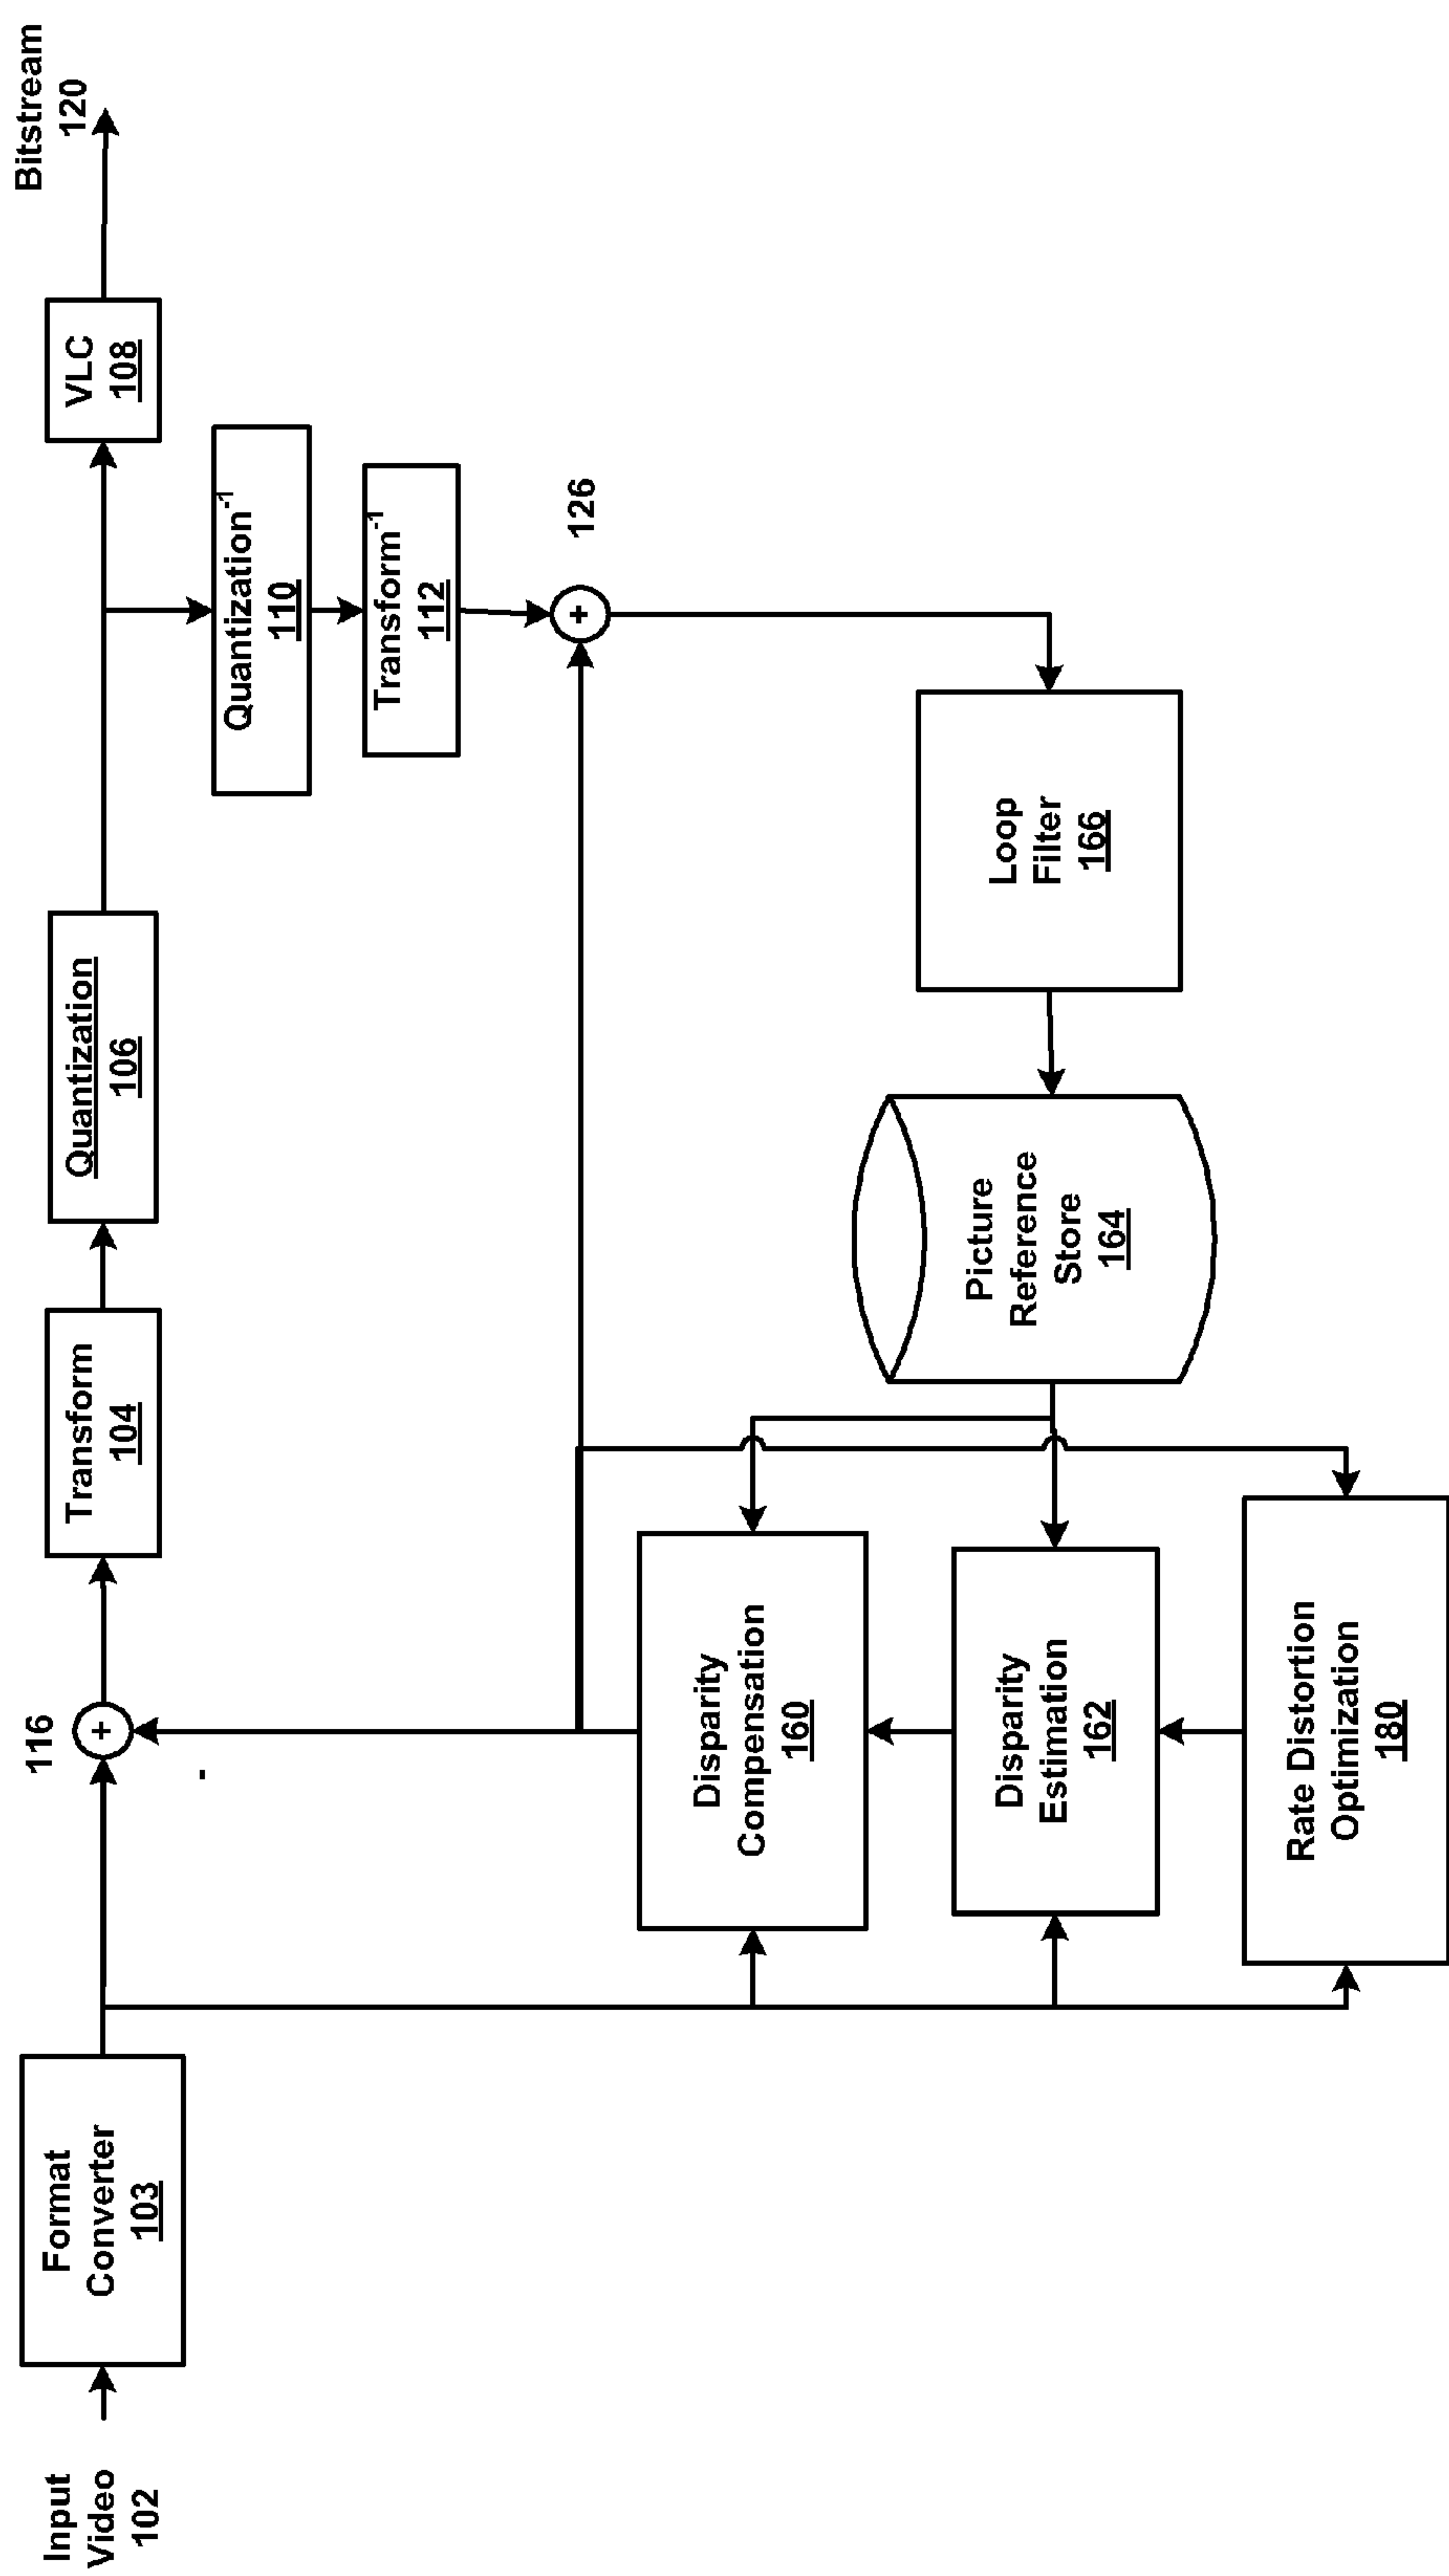 Input
Video
102
Format
Converter
103
116
+
-
Transform
104
Quantization
106
VLC
108
Bitstream
120
Quantization-1
110
Transform-1
112
+
126
Disparity
Compensation
160
Disparity
Estimation
162
Rate Distortion
Optimization
180
Picture
Reference
Store
164
Loop
Filter
166